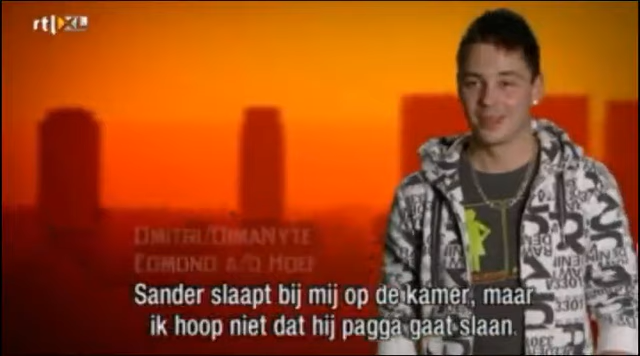 rtl XL
Dmitri/DimaNyte
Egmond a/d Hoef
Sander slaapt bij mij op de kamer, maar
ik hoop niet dat hij pagga gaat slaan.